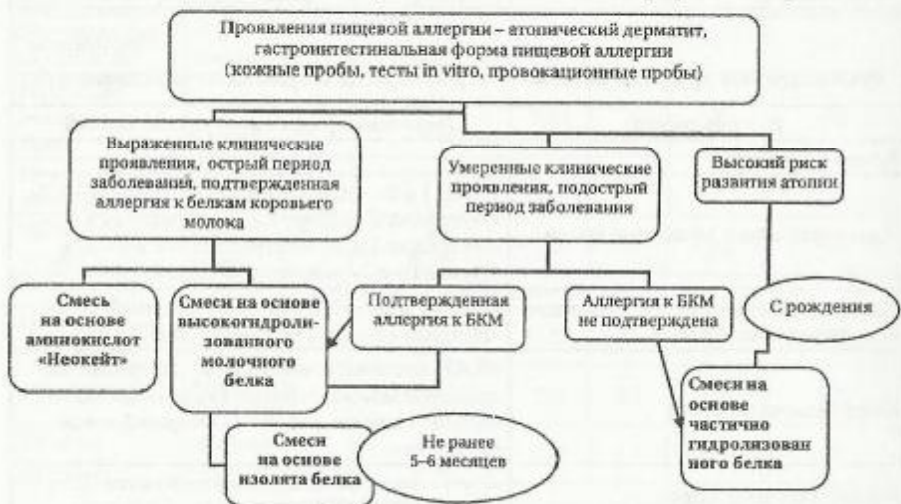 Проявления пищевой аллергии – атопический дерматит,
гастроинтестинальная форма пищевой аллергии
(кожные пробы, тесты in vitro, провокационные пробы)
Выраженные клинические
проявления, острый период
заболевания, подтвержденная
аллергия к белкам коровьего
молока
Умеренные клинические
проявления, подострый
период заболевания
Высокий риск
развития атопии
Смесь
на основе
аминокислот
«Неокейт»
Смеси на основе
высокогидроли-
зованного
молочного
белка
Подтвержденная
аллергия к БКМ
Аллергия к БКМ
не подтверждена
С рождения
Смеси на
основе
частично
гидролизован
ного белка
Смеси
на основе
изолята белка
Не ранее
5–6 месяцев